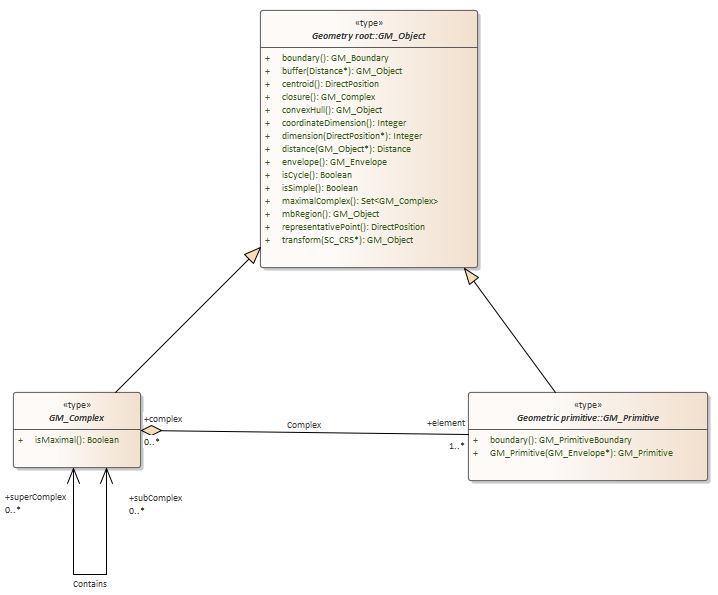 «type»
Geometry root::GM_Object
+ boundary(): GM_Boundary
+ buffer(Distance*): GM_Object
+ centroid(): DirectPosition
+ closure(): GM_Complex
+ convexHull(): GM_Object
+ coordinateDimension(): Integer
+ dimension(DirectPosition*): Integer
+ distance(GM_Object*): Distance
+ envelope(): GM_Envelope
+ isCycle(): Boolean
+ isSimple(): Boolean
+ maximalComplex(): Set<GM_Complex>
+ mbRegion(): GM_Object
+ representativePoint(): DirectPosition
+ transform(SC_CRS*): GM_Object
«type»
GM_Complex
+ isMaximal(): Boolean
+complex
0..*
Complex
+element
1..*
«type»
Geometric primitive::GM_Primitive
+ boundary(): GM_PrimitiveBoundary
+ GM_Primitive(GM_Envelope*): GM_Primitive
+superComplex
0..*
+subComplex
0..*
Contains